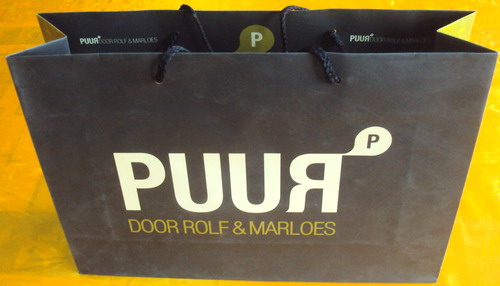 PUUR DOOR ROLF & MARLOES
P
PUUR DOOR ROLF & MARLOES
PUUR P
DOOR ROLF & MARLOES